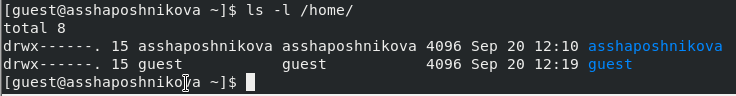 [guest@asshaposhnikova ~]$ ls -l /home/
total 8
drwx------. 15 asshaposhnikova asshaposhnikova 4096 Sep 20 12:10 asshaposhnikova
drwx------. 15 guest           guest           4096 Sep 20 12:19 guest
[guest@asshaposhnikova ~]$